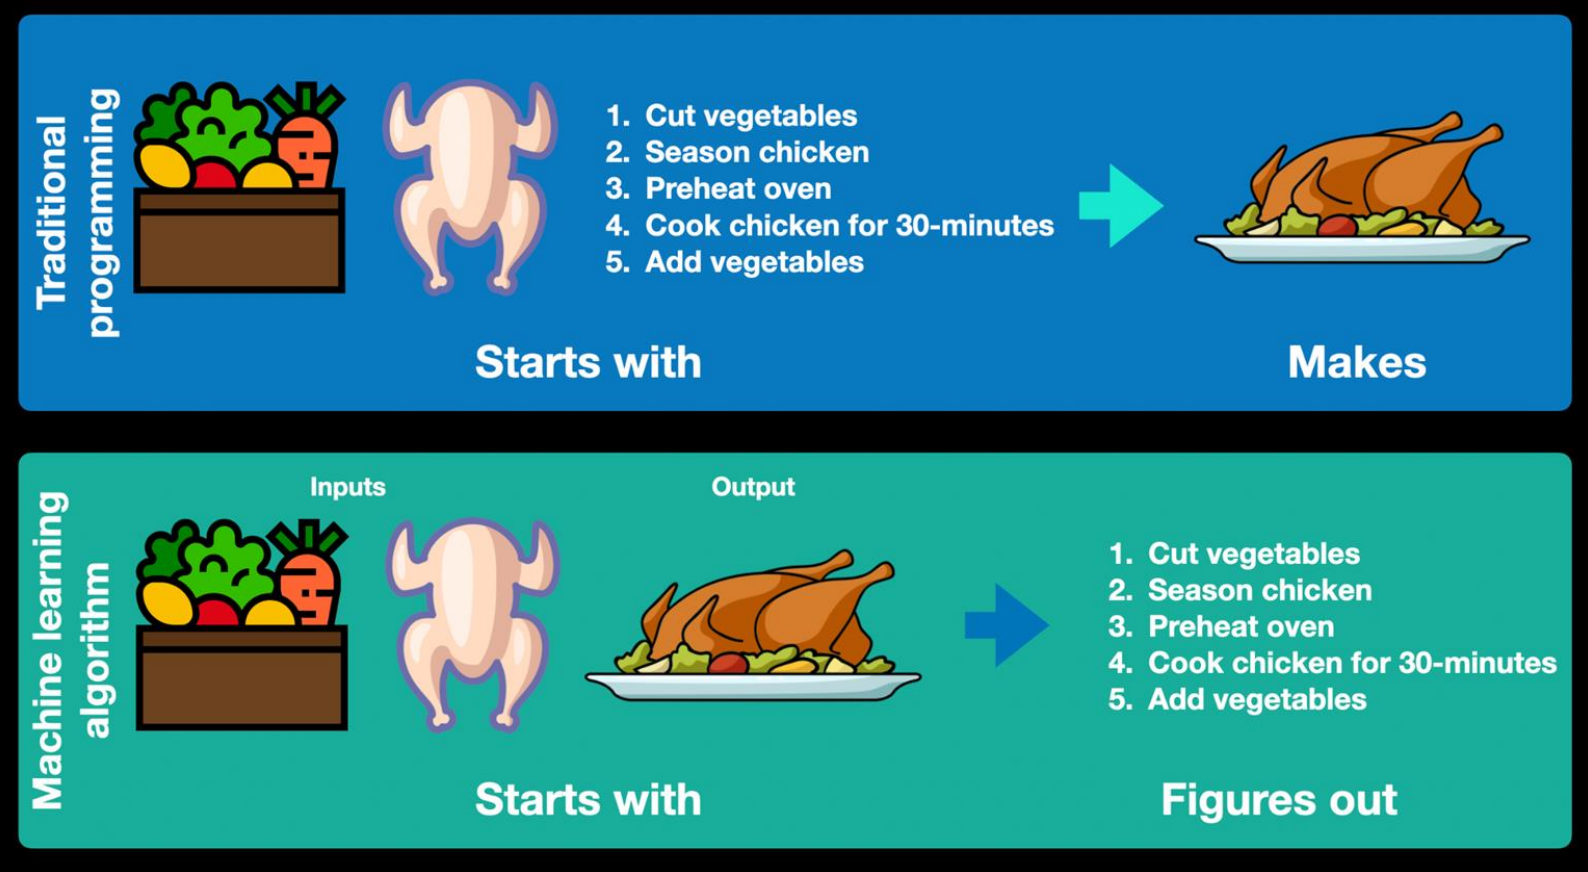 Traditional
programming
1. Cut vegetables
2. Season chicken
3. Preheat oven
4. Cook chicken for 30-minutes
5. Add vegetables
Starts with
Makes
Machine learning
algorithm
Inputs
Output
1. Cut vegetables
2. Season chicken
3. Preheat oven
4. Cook chicken for 30-minutes
5. Add vegetables
Starts with
Figures out